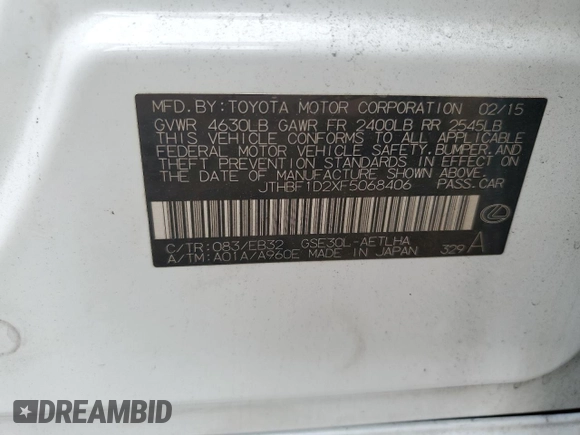 MFD. BY: TOYOTA MOTOR CORPORATION 02/15
GVWR 4630LB GAWR FR 2400LB RR 2545LB
THIS VEHICLE CONFORMS TO ALL APPLICABLE
FEDERAL MOTOR VEHICLE SAFETY, BUMPER, AND
THEFT PREVENTION STANDARDS IN EFFECT ON
THE DATE OF MANUFACTURE SHOWN ABOVE.
JTHBF1D2XF5068406 PASS. CAR
C/TR: 083/EB32 GSE30L-AETLHA
A/TM: A01A/A960E MADE IN JAPAN 329 A
DREAMBID